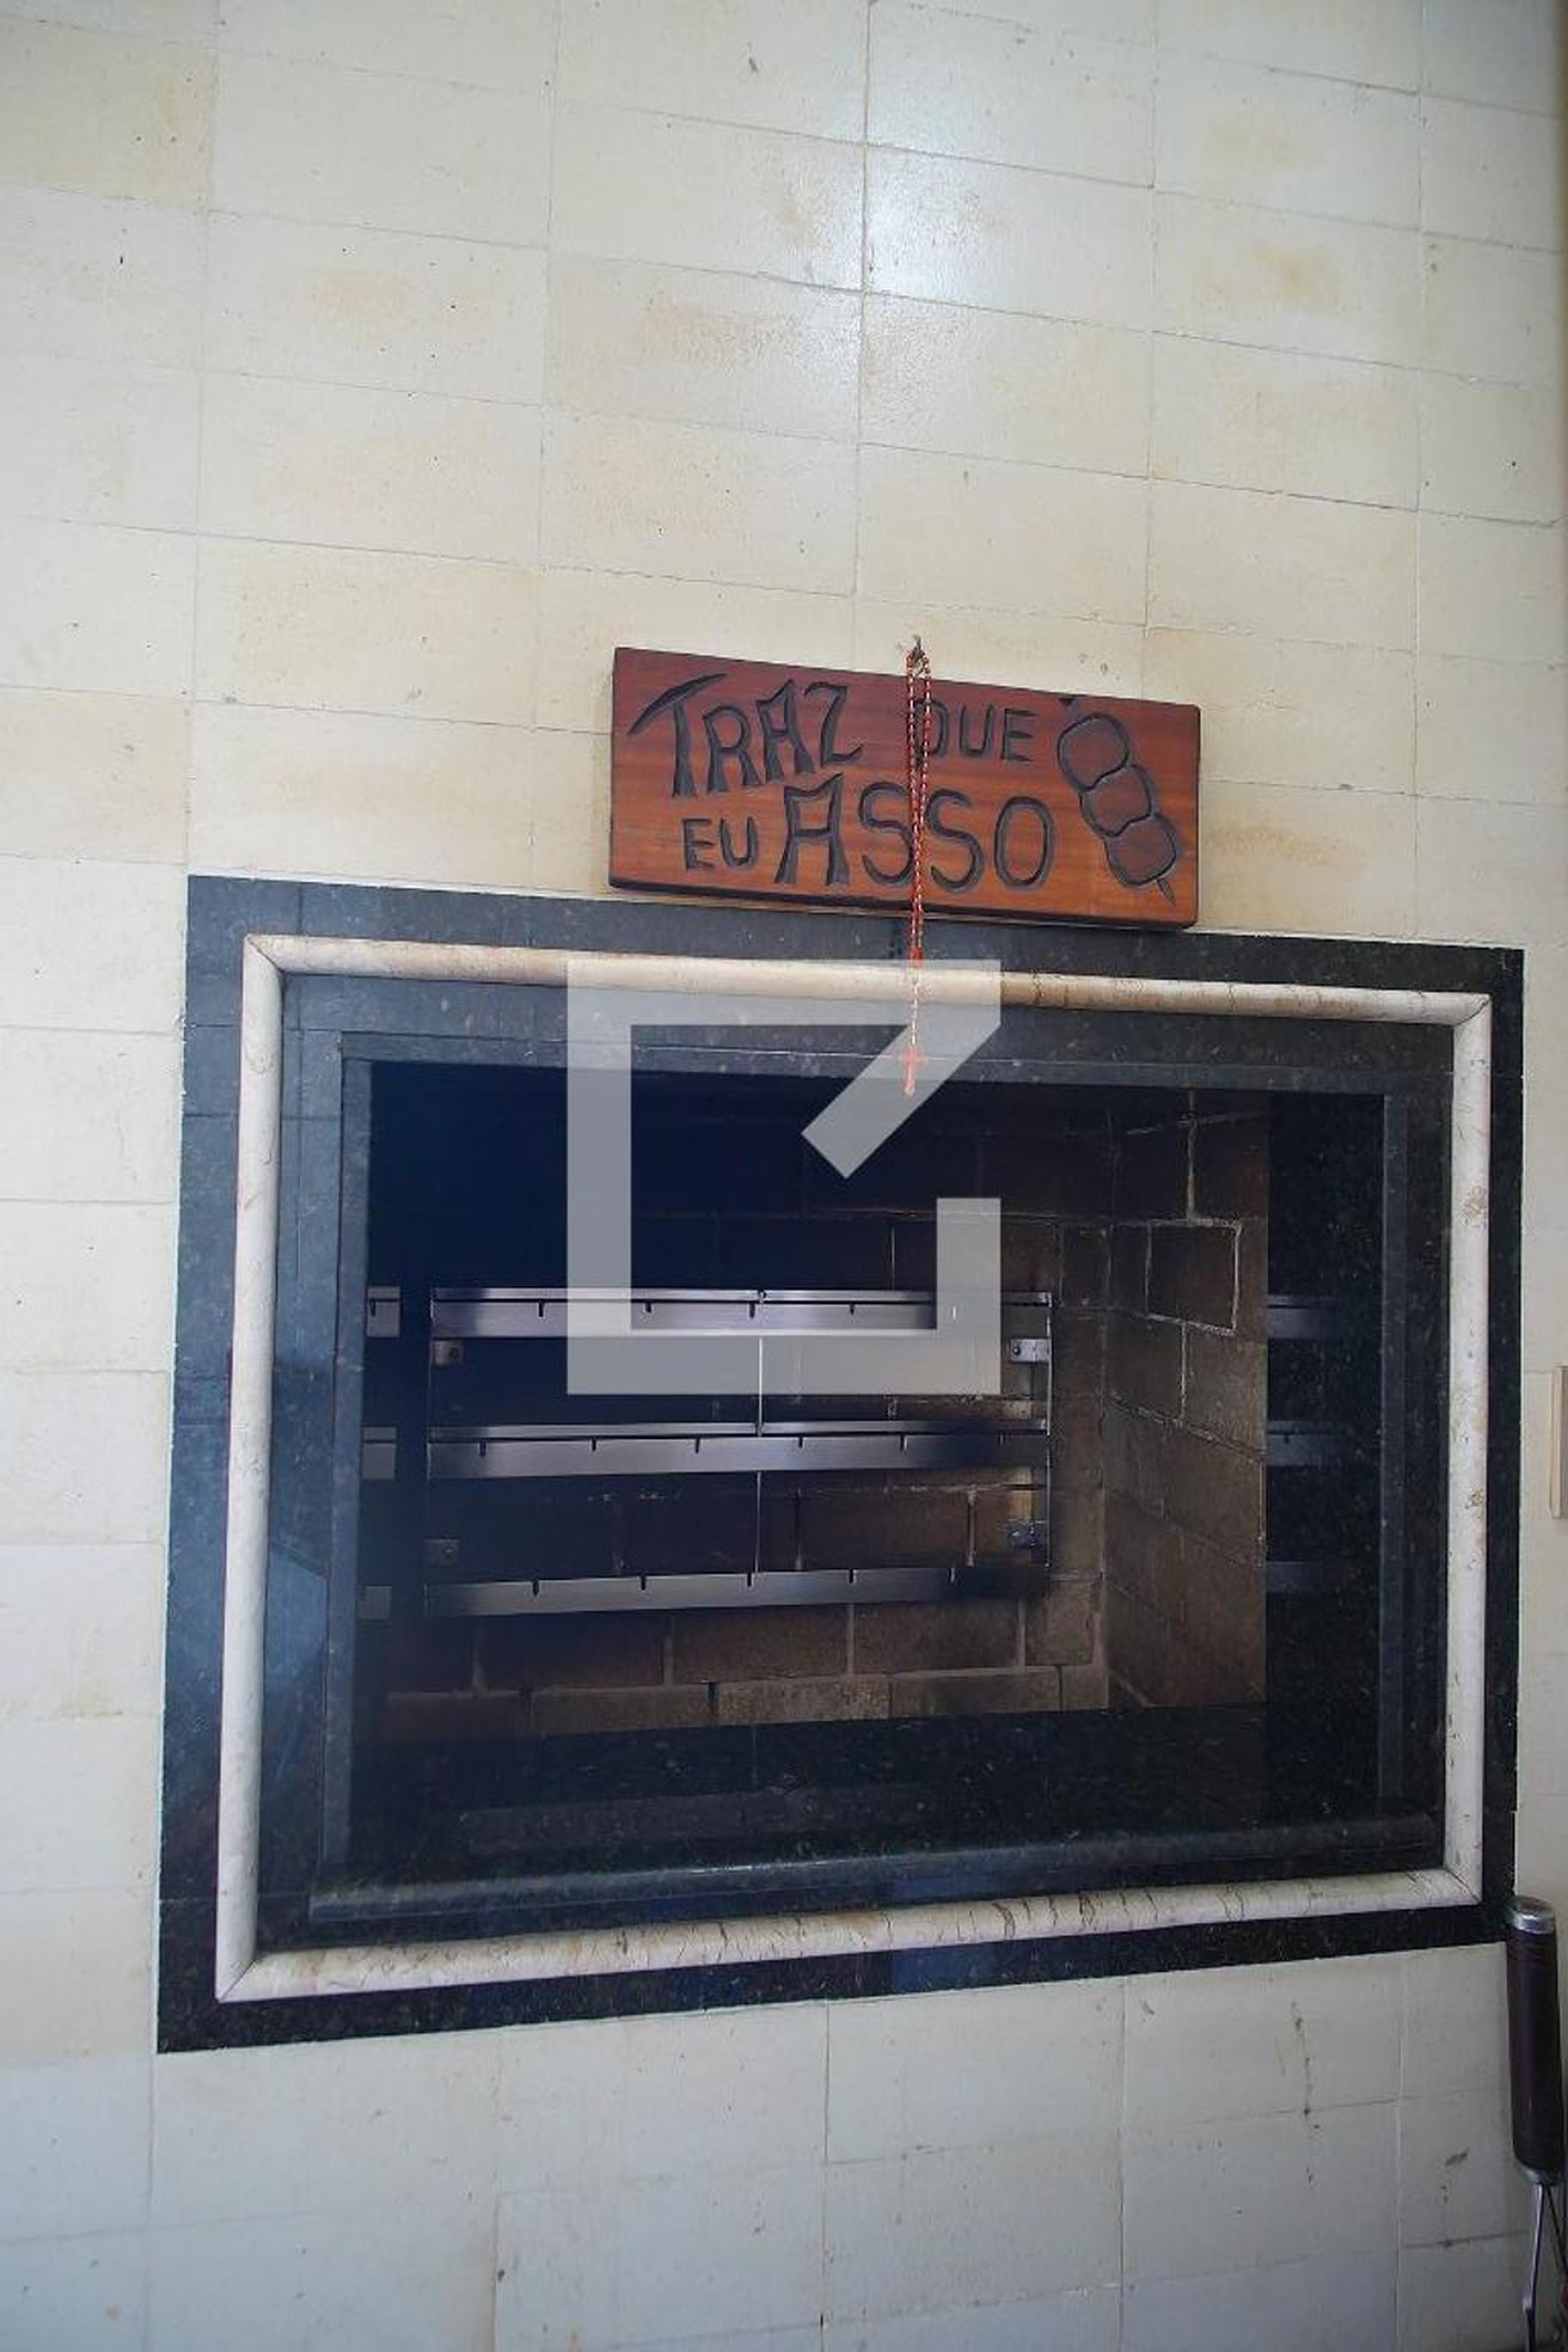 TRAZ QUE
EU ASSO